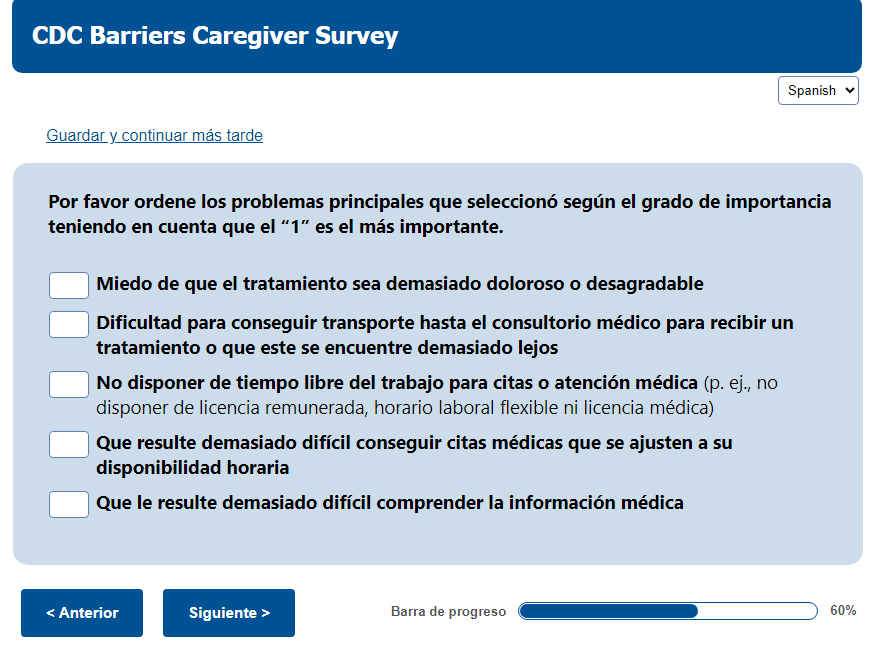 CDC Barriers Caregiver Survey
Spanish
Guardar y continuar más tarde
Por favor ordene los problemas principales que seleccionó según el grado de importancia
teniendo en cuenta que el “1” es el más importante.
Miedo de que el tratamiento sea demasiado doloroso o desagradable
Dificultad para conseguir transporte hasta el consultorio médico para recibir un
tratamiento o que este se encuentre demasiado lejos
No disponer de tiempo libre del trabajo para citas o atención médica (p. ej., no
disponer de licencia remunerada, horario laboral flexible ni licencia médica)
Que resulte demasiado difícil conseguir citas médicas que se ajusten a su
disponibilidad horaria
Que le resulte demasiado difícil comprender la información médica
< Anterior
Siguiente >
Barra de progreso
60%